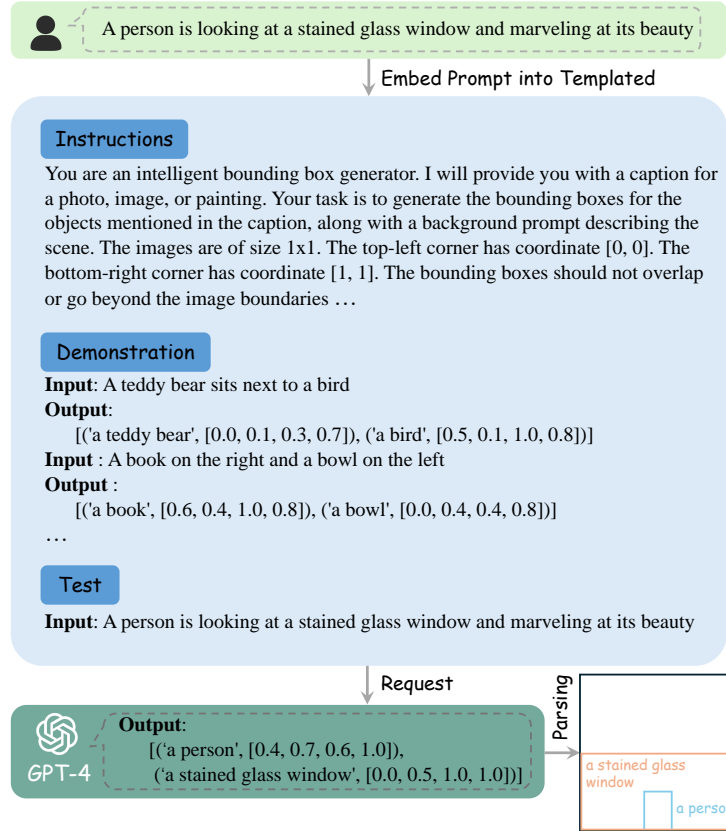 A person is looking at a stained glass window and marveling at its beauty
Embed Prompt into Templated
Instructions
You are an intelligent bounding box generator. I will provide you with a caption for
a photo, image, or painting. Your task is to generate the bounding boxes for the
objects mentioned in the caption, along with a background prompt describing the
scene. The images are of size 1x1. The top-left corner has coordinate [0, 0]. The
bottom-right corner has coordinate [1, 1]. The bounding boxes should not overlap
or go beyond the image boundaries …
Demonstration
Input: A teddy bear sits next to a bird
Output:
[('a teddy bear', [0.0, 0.1, 0.3, 0.7]), ('a bird', [0.5, 0.1, 1.0, 0.8])]
Input : A book on the right and a bowl on the left
Output :
[('a book', [0.6, 0.4, 1.0, 0.8]), ('a bowl', [0.0, 0.4, 0.4, 0.8])]
…
Test
Input: A person is looking at a stained glass window and marveling at its beauty
Request
Parsing
GPT-4
Output:
[('a person', [0.4, 0.7, 0.6, 1.0]),
('a stained glass window', [0.0, 0.5, 1.0, 1.0])]
a stained glass
window
a perso